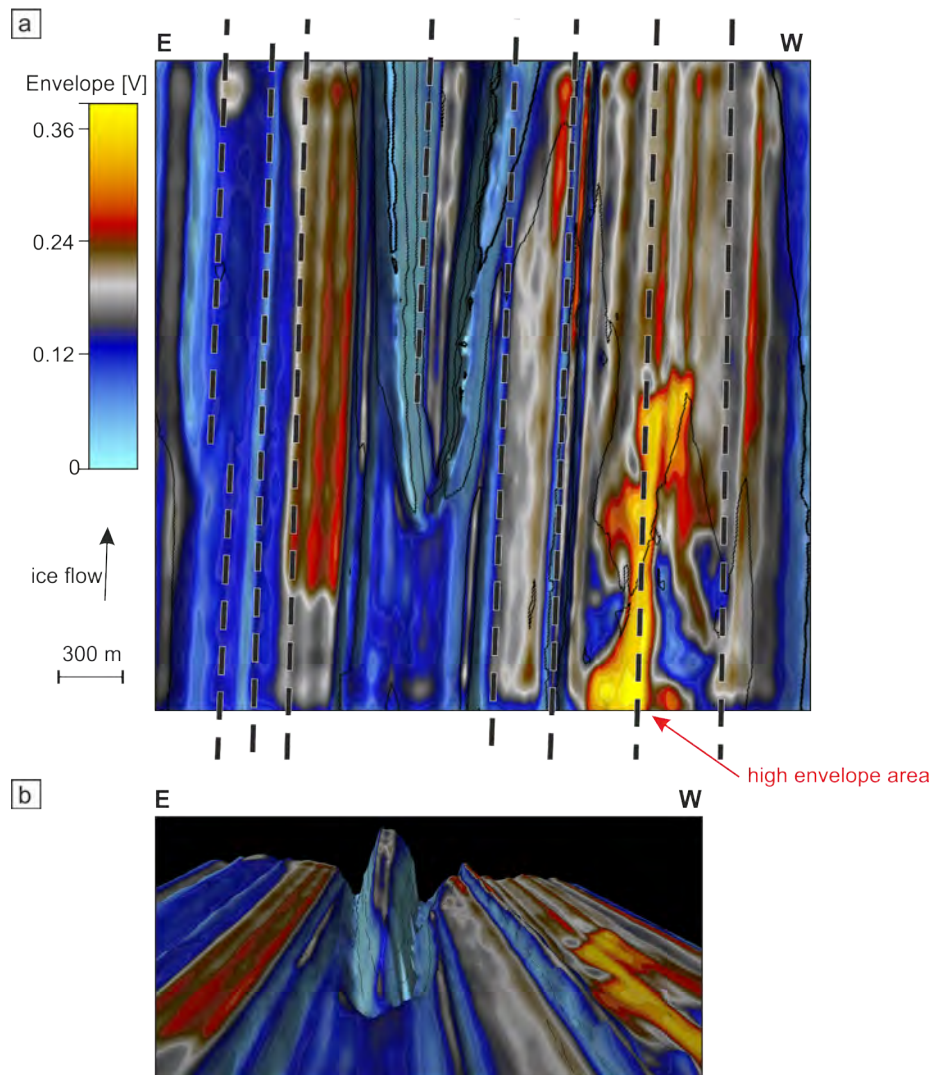 a
E
W
Envelope [V]
0.36
0.24
0.12
0
ice flow
300 m
high envelope area
b
E
W